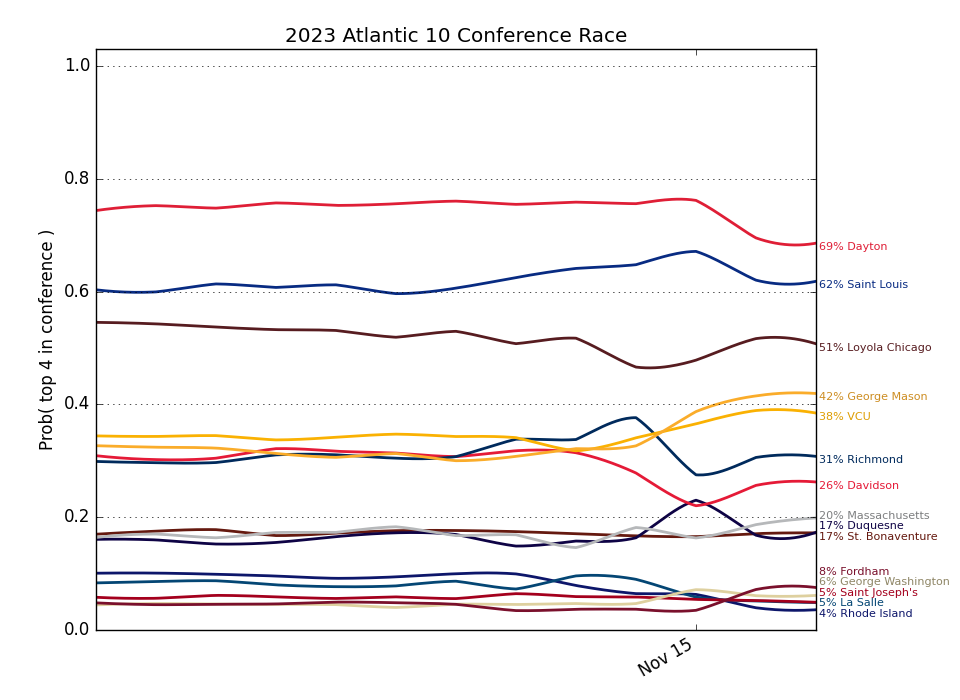 2023 Atlantic 10 Conference Race
Prob( top 4 in conference )
1.0
0.8
0.6
0.4
0.2
0.0
Nov 15
69% Dayton
62% Saint Louis
51% Loyola Chicago
42% George Mason
38% VCU
31% Richmond
26% Davidson
20% Massachusetts
17% Duquesne
17% St. Bonaventure
8% Fordham
6% George Washington
5% Saint Joseph's
5% La Salle
4% Rhode Island